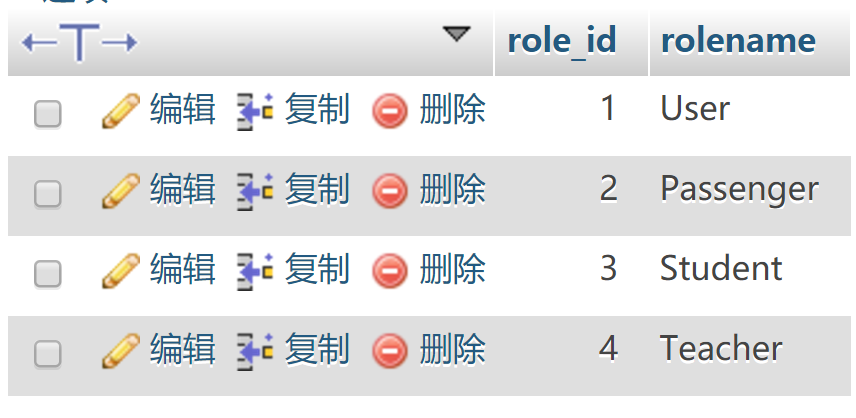 role_id rolename
编辑 复制 删除 1 User
编辑 复制 删除 2 Passenger
编辑 复制 删除 3 Student
编辑 复制 删除 4 Teacher